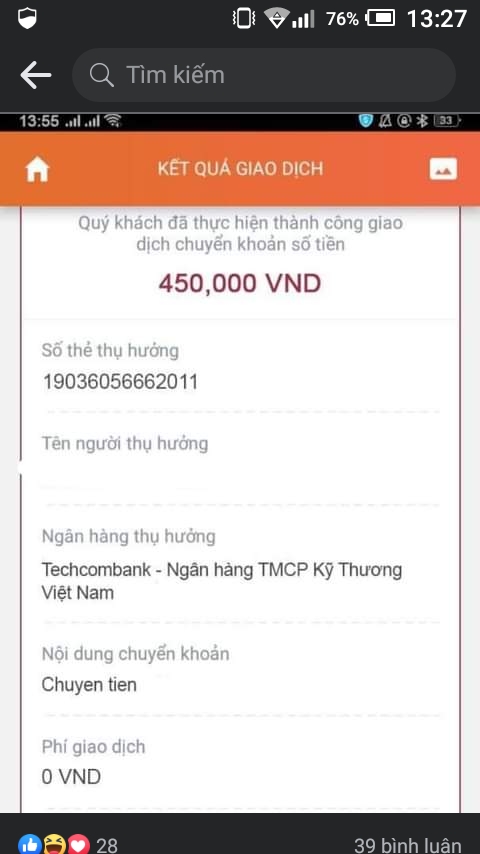 76% 13:27
Tìm kiếm
13:55 33
KẾT QUẢ GIAO DỊCH
Quý khách đã thực hiện thành công giao
dịch chuyển khoản số tiền
450,000 VND
Số thẻ thụ hưởng
19036056662011
Tên người thụ hưởng
Ngân hàng thụ hưởng
Techcombank - Ngân hàng TMCP Kỹ Thương
Việt Nam
Nội dung chuyển khoản
Chuyen tien
Phí giao dịch
0 VND
28 39 bình luận